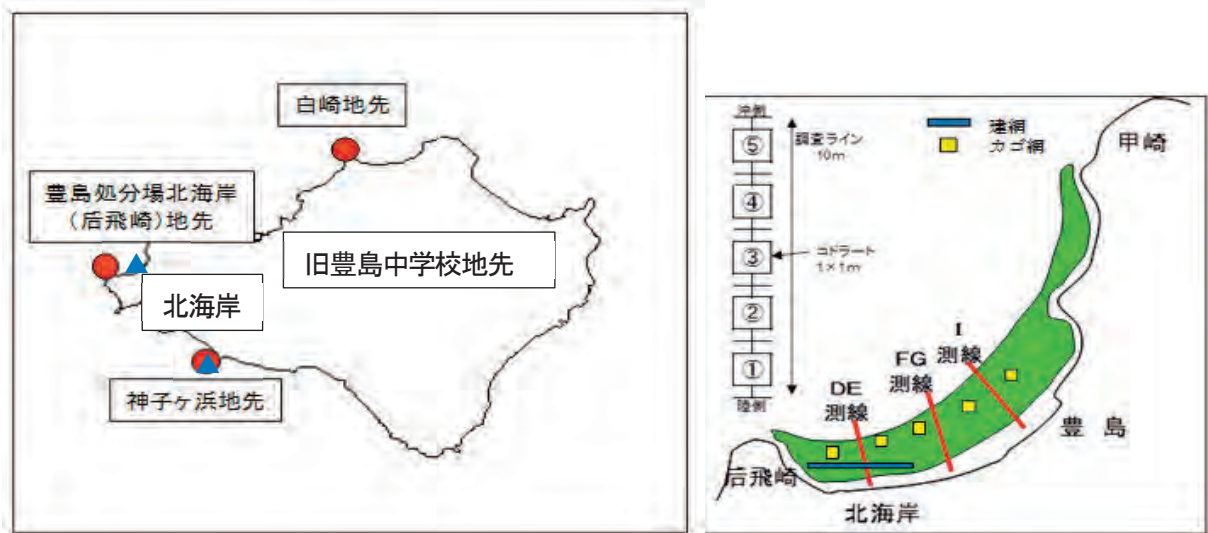 白崎地先
豊島処分場北海岸
(后飛崎)地先
旧豊島中学校地先
北海岸
神子ヶ浜地先
沖側
⑤
④
③
②
①
陸側
調査ライン
10m
コドラート
1×1m
建網
カゴ網
甲崎
I
測線
FG
測線
DE
測線
豊 島
后飛崎
北海岸